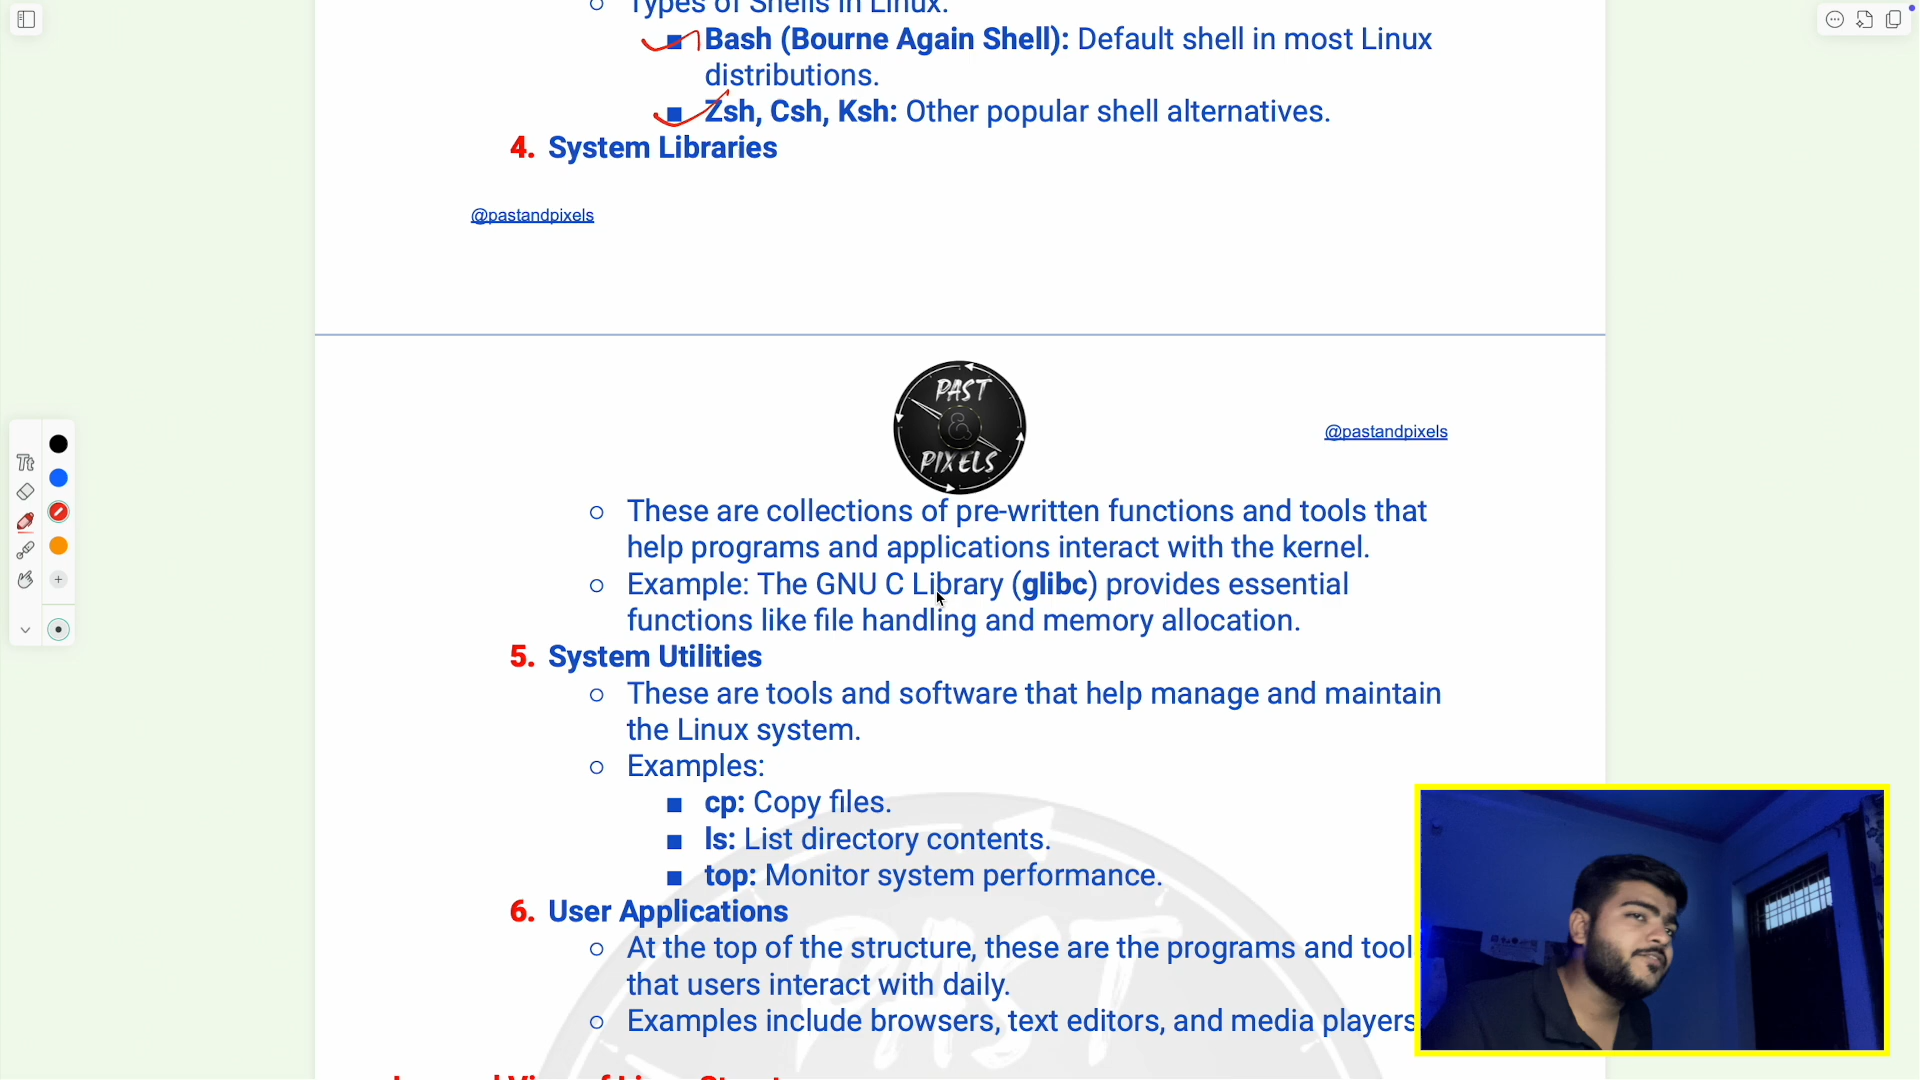 Types of Shells in Linux:
■ Bash (Bourne Again Shell): Default shell in most Linux
distributions.
■ Zsh, Csh, Ksh: Other popular shell alternatives.
4. System Libraries
@pastandpixels
PAST
&
PIXELS
@pastandpixels
○ These are collections of pre-written functions and tools that
help programs and applications interact with the kernel.
○ Example: The GNU C Library (glibc) provides essential
functions like file handling and memory allocation.
5. System Utilities
○ These are tools and software that help manage and maintain
the Linux system.
○ Examples:
■ cp: Copy files.
■ ls: List directory contents.
■ top: Monitor system performance.
6. User Applications
○ At the top of the structure, these are the programs and tool
that users interact with daily.
○ Examples include browsers, text editors, and media players
PAST
Tt